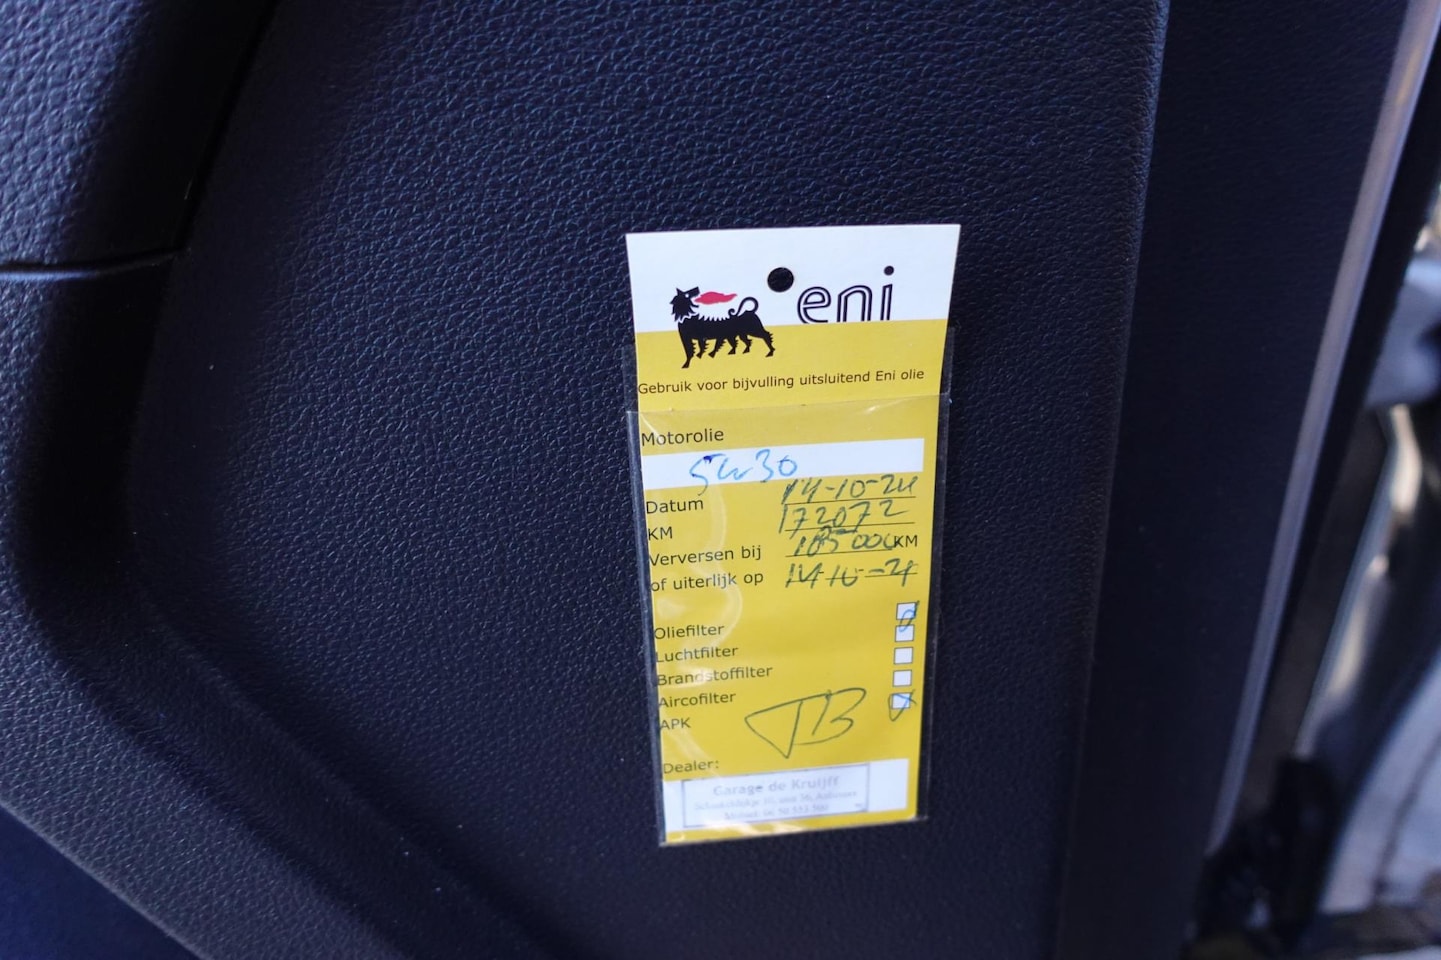 eni
Gebruik voor bijvulling uitsluitend Eni olie
Motorolie
5w30
Datum 14-10-24
KM 172072
Verversen bij 185000 KM
of uiterlijk op 14-10-
Oliefilter
Luchtfilter
Brandstoffilter
Aircofilter
APK
TB
Dealer:
Garage de Kruijff